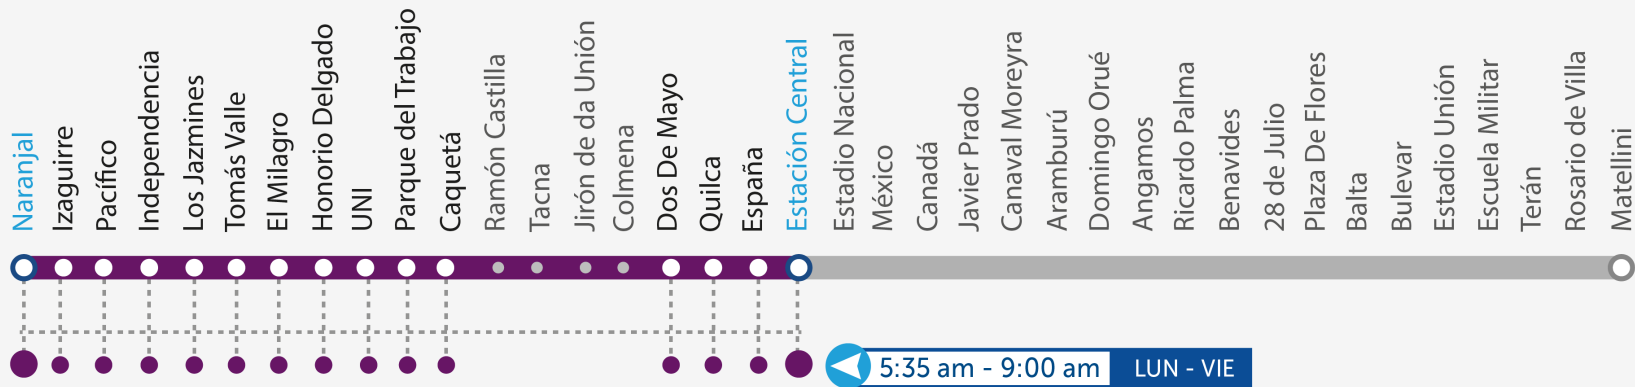 Naranjal
Izaguirre
Pacífico
Independencia
Los Jazmines
Tomás Valle
El Milagro
Honorio Delgado
UNI
Parque del Trabajo
Caquetá
Ramón Castilla
Tacna
Jirón de da Unión
Colmena
Dos De Mayo
Quilca
España
Estación Central
Estadio Nacional
México
Canadá
Javier Prado
Canaval Moreyra
Aramburú
Domingo Orué
Angamos
Ricardo Palma
Benavides
28 de Julio
Plaza De Flores
Balta
Bulevar
Estadio Unión
Escuela Militar
Terán
Rosario de Villa
Matellini
5:35 am - 9:00 am LUN - VIE